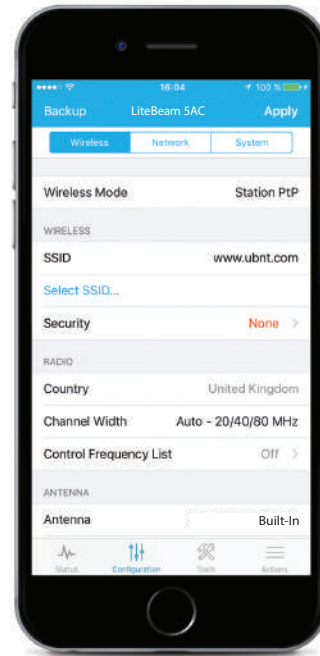 16:04 100 %
Backup LiteBeam 5AC Apply
Wireless Network System
Wireless Mode Station PtP
WIRELESS
SSID www.ubnt.com
Select SSID...
Security None >
RADIO
Country United Kingdom
Channel Width Auto - 20/40/80 MHz
Control Frequency List Off >
ANTENNA
Antenna Built-In
Status Configuration Tools Actions